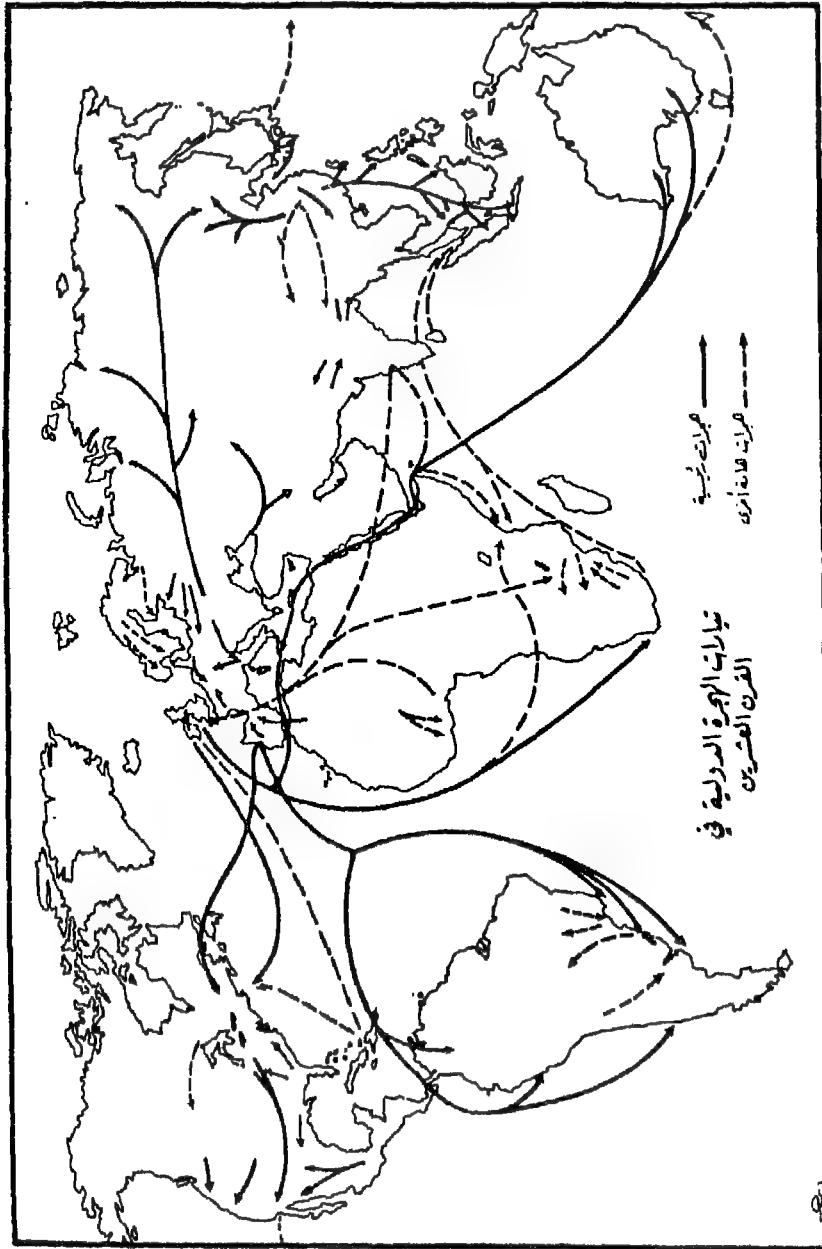 تيارات الهجرة الدولية في
القرن العشرين
هجرات رئيسية
هجرات هامة أخرى